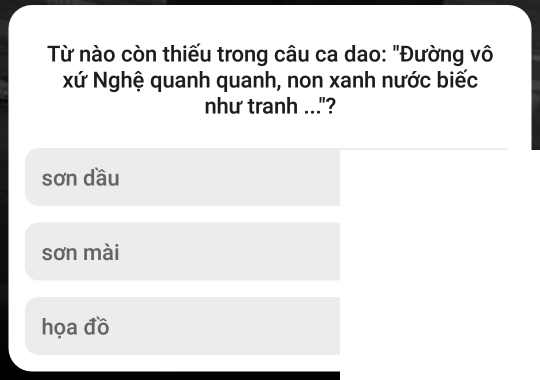 Từ nào còn thiếu trong câu ca dao: "Đường vô
xứ Nghệ quanh quanh, non xanh nước biếc
như tranh ..."?
sơn dầu
sơn mài
họa đồ